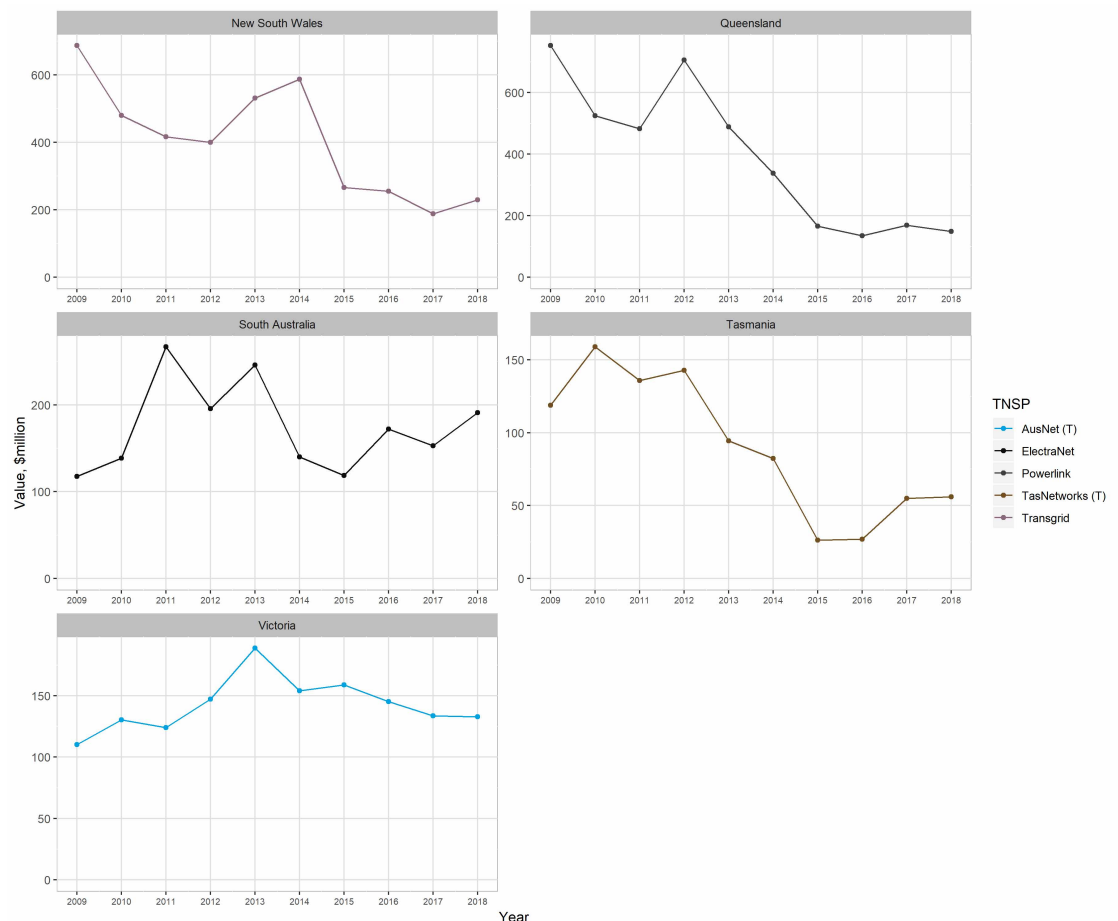 New South Wales
Queensland
600
400
200
0
2009 2010 2011 2012 2013 2014 2015 2016 2017 2018
600
400
200
0
2009 2010 2011 2012 2013 2014 2015 2016 2017 2018
South Australia
Tasmania
200
100
0
2009 2010 2011 2012 2013 2014 2015 2016 2017 2018
150
100
50
0
2009 2010 2011 2012 2013 2014 2015 2016 2017 2018
Victoria
150
100
50
0
2009 2010 2011 2012 2013 2014 2015 2016 2017 2018
Value, $million
Year
TNSP
AusNet (T)
ElectraNet
Powerlink
TasNetworks (T)
Transgrid